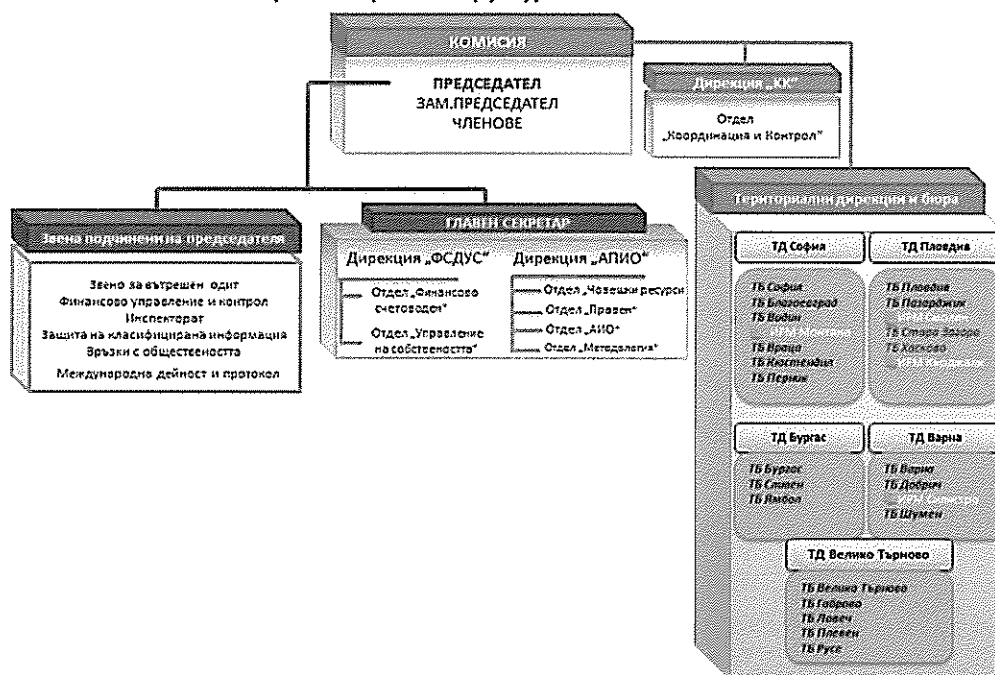 КОМИСИЯ
ПРЕДСЕДАТЕЛ
ЗАМ.ПРЕДСЕДАТЕЛ
ЧЛЕНОВЕ
Дирекция „КК"
Отдел
„Координация и Контрол"
Звена подчинени на председателя
Звено за вътрешен одит
Финансово управление и контрол
Инспекторат
Защита на класифицирана информация
Връзки с обществеността
Международна дейност и протокол
ГЛАВЕН СЕКРЕТАР
Дирекция „ФСДУС"
Отдел „Финансово
счетоводен"
Отдел „Управление
на собствеността"
Дирекция „АПИО"
Отдел „Човешки ресурси
Отдел „Правен"
Отдел „АИО"
Отдел „Методология"
Териториални дирекции и бюра
ТД София
ТБ София
ТБ Благоевград
ТБ Видин
ТБ Враца
ТБ Кюстендил
ТБ Перник
ТД Пловдив
ТБ Пловдив
ТБ Пазарджик
ТБ Стара Загора
ТБ Хасково
ТД Бургас
ТБ Бургас
ТБ Сливен
ТБ Ямбол
ТД Варна
ТБ Варна
ТБ Добрич
ИРМ Силистра
ТБ Шумен
ТД Велико Търново
ТБ Велико Търново
ТБ Габрово
ТБ Ловеч
ТБ Плевен
ТБ Русе